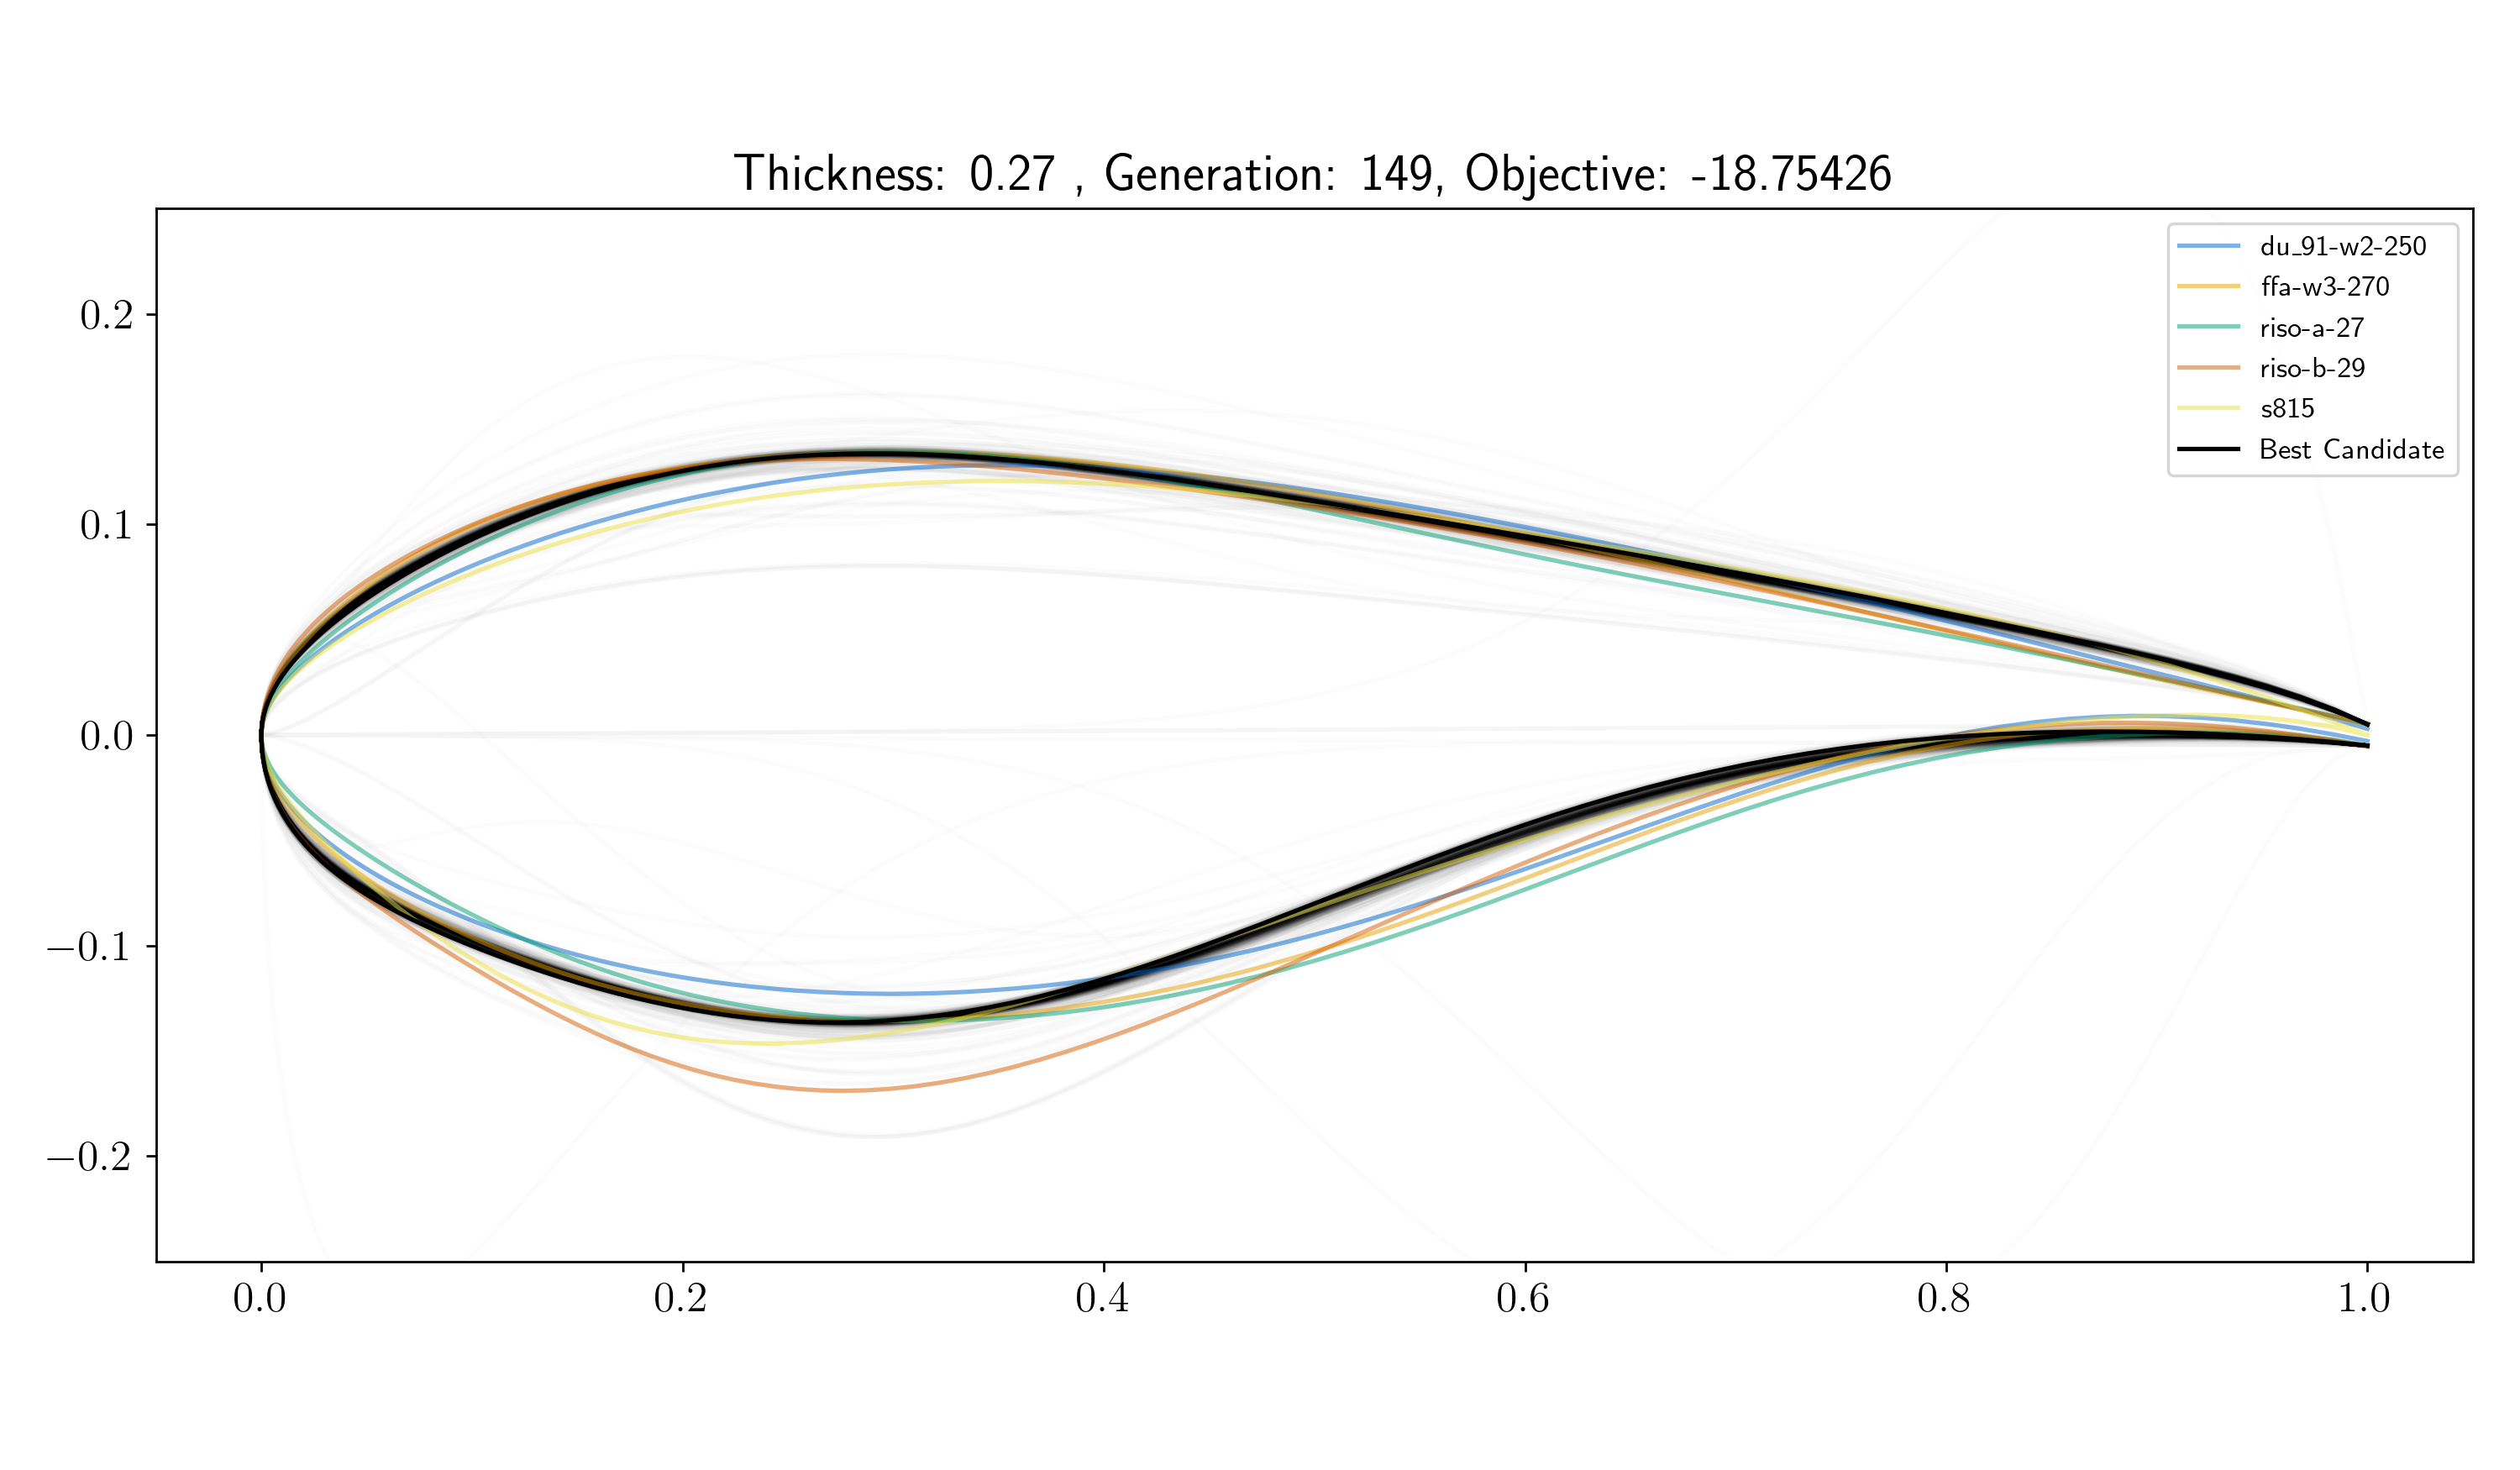 Thickness: 0.27 , Generation: 149, Objective: -18.75426
du_91-w2-250
ffa-w3-270
riso-a-27
riso-b-29
s815
Best Candidate
0.2
0.1
0.0
−0.1
−0.2
0.0 0.2 0.4 0.6 0.8 1.0